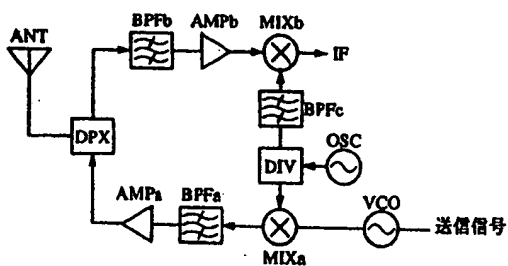 BPFb AMPb MIXb
ANT
IF
BPFc
OSC
DPX
DIV
AMPa BPFa
VCO
送信信号
MIXa